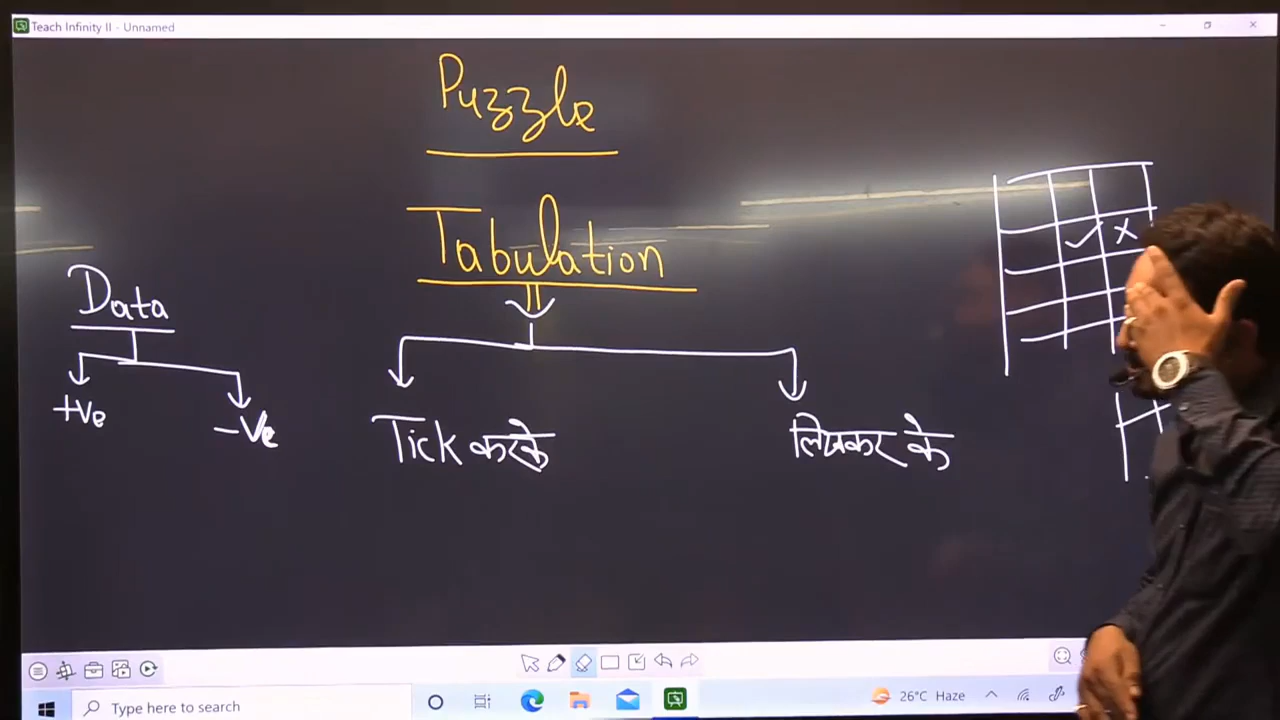 Teach Infinity II - Unnamed
Puzzle
Tabulation
Data
+Ve
-Ve
Tick करके
लिखकर के
Type here to search
26°C Haze